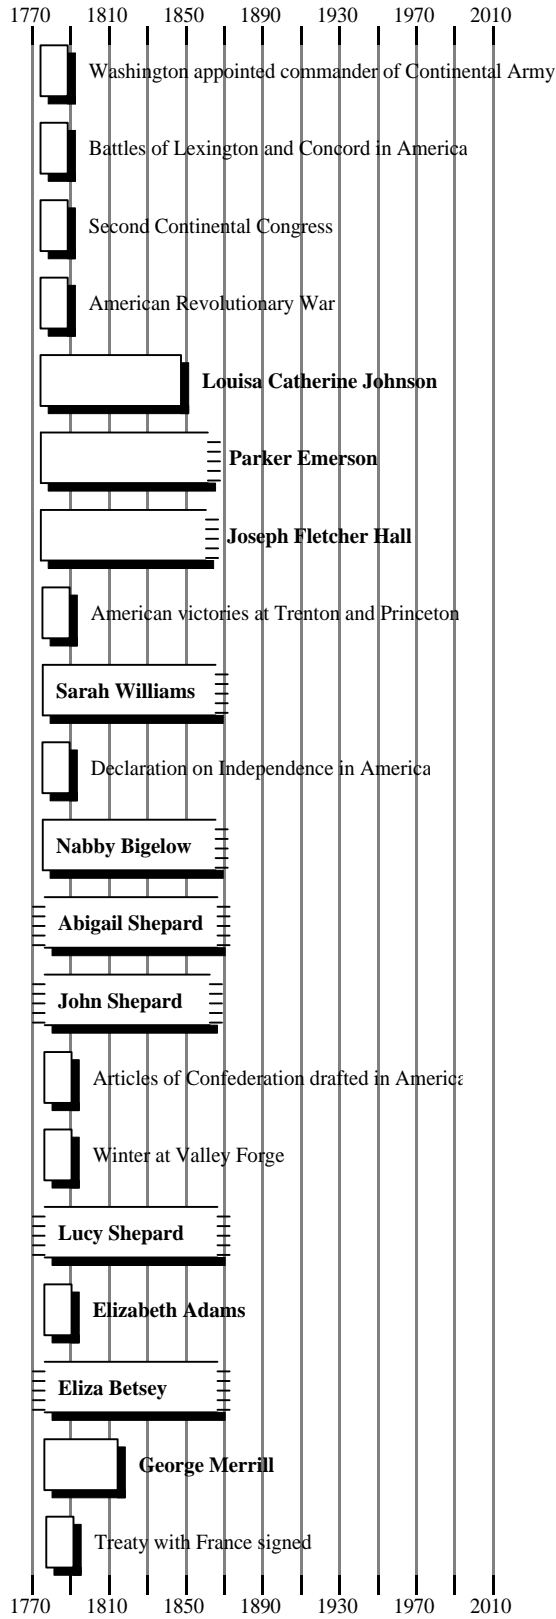 1770 1810 1850 1890 1930 1970 2010
Washington appointed commander of Continental Army
Battles of Lexington and Concord in America
Second Continental Congress
American Revolutionary War
Louisa Catherine Johnson
Parker Emerson
Joseph Fletcher Hall
American victories at Trenton and Princeton
Sarah Williams
Declaration on Independence in America
Nabby Bigelow
Abigail Shepard
John Shepard
Articles of Confederation drafted in America
Winter at Valley Forge
Lucy Shepard
Elizabeth Adams
Eliza Betsey
George Merrill
Treaty with France signed
1770 1810 1850 1890 1930 1970 2010